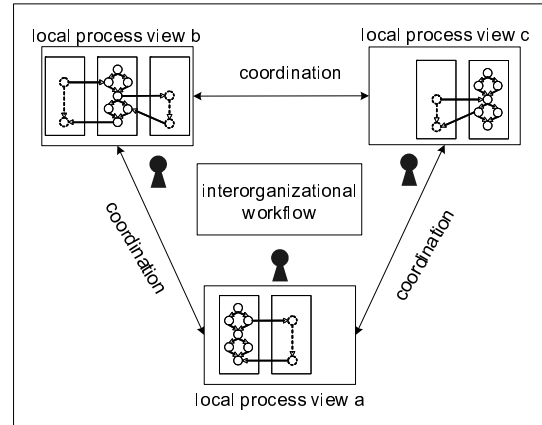 local process view b
local process view c
coordination
interorganizational
workflow
coordination
coordination
local process view a